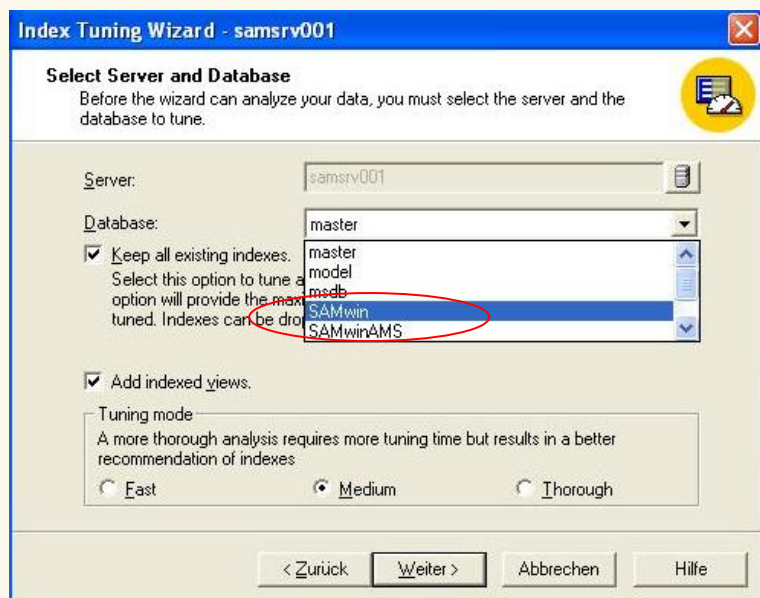 Index Tuning Wizard - samsrv001
Select Server and Database
Before the wizard can analyze your data, you must select the server and the
database to tune.
Server:
samsrv001
Database:
master
Keep all existing indexes.
master
model
msdb
SAMwin
SAMwinAMS
Select this option to tune a
option will provide the maxi
tuned. Indexes can be drop
Add indexed views.
Tuning mode
A more thorough analysis requires more tuning time but results in a better
recommendation of indexes
Fast
Medium
Thorough
< Zurück
Weiter >
Abbrechen
Hilfe